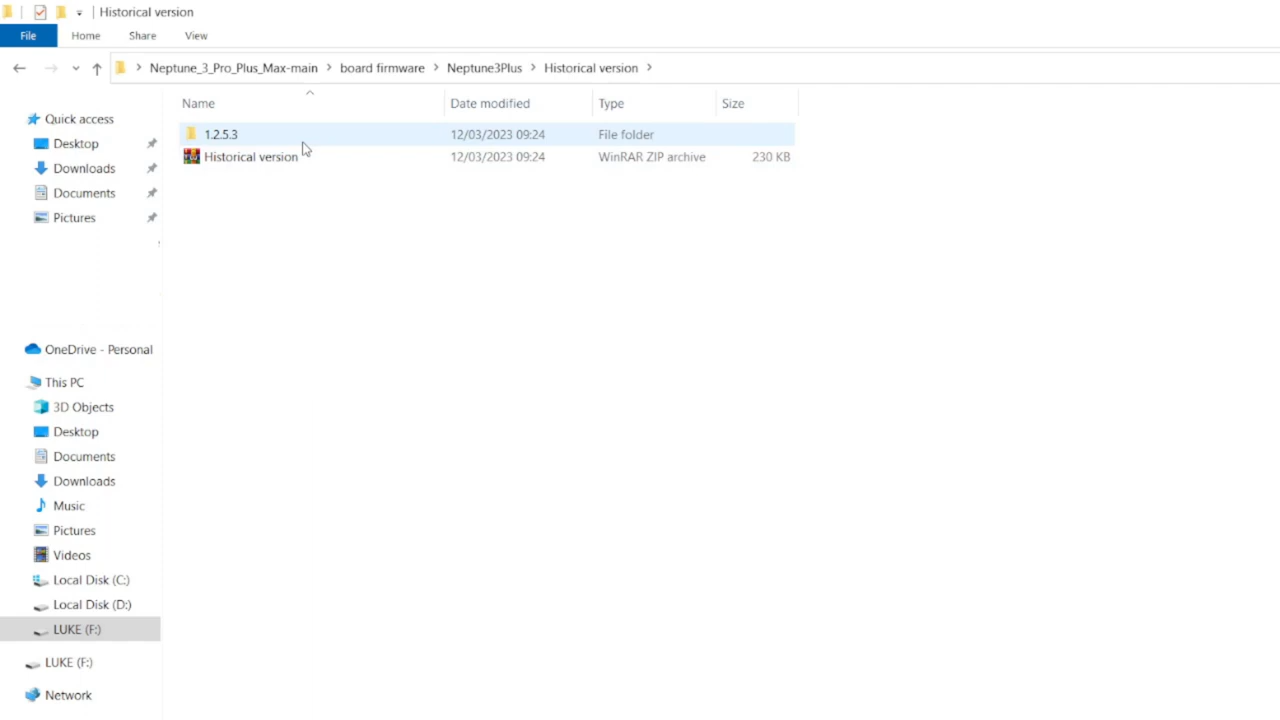 Historical version
File Home Share View
Neptune_3_Pro_Plus_Max-main board firmware Neptune3Plus Historical version
Name Date modified Type Size
1.2.5.3 12/03/2023 09:24 File folder
Historical version 12/03/2023 09:24 WinRAR ZIP archive 230 KB
Quick access
Desktop
Downloads
Documents
Pictures
OneDrive - Personal
This PC
3D Objects
Desktop
Documents
Downloads
Music
Pictures
Videos
Local Disk (C:)
Local Disk (D:)
LUKE (F:)
LUKE (F:)
Network